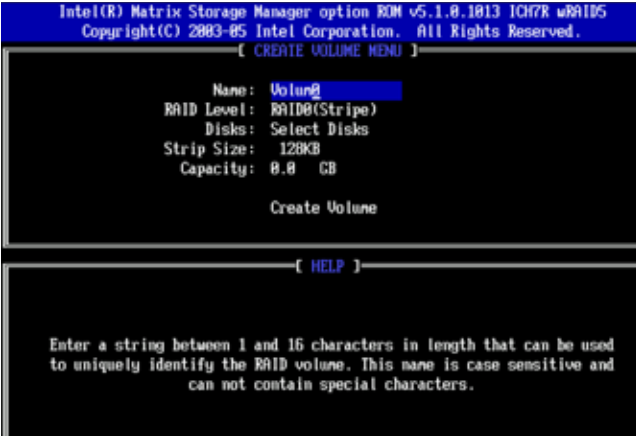 Intel(R) Matrix Storage Manager option ROM v5.1.0.1013 ICH7R wRAID5
Copyright(C) 2003-05 Intel Corporation. All Rights Reserved.
[ CREATE VOLUME MENU ]
Name: Volum0
RAID Level: RAID0(Stripe)
Disks: Select Disks
Strip Size: 128KB
Capacity: 0.0 GB
Create Volume
[ HELP ]
Enter a string between 1 and 16 characters in length that can be used
to uniquely identify the RAID volume. This name is case sensitive and
can not contain special characters.